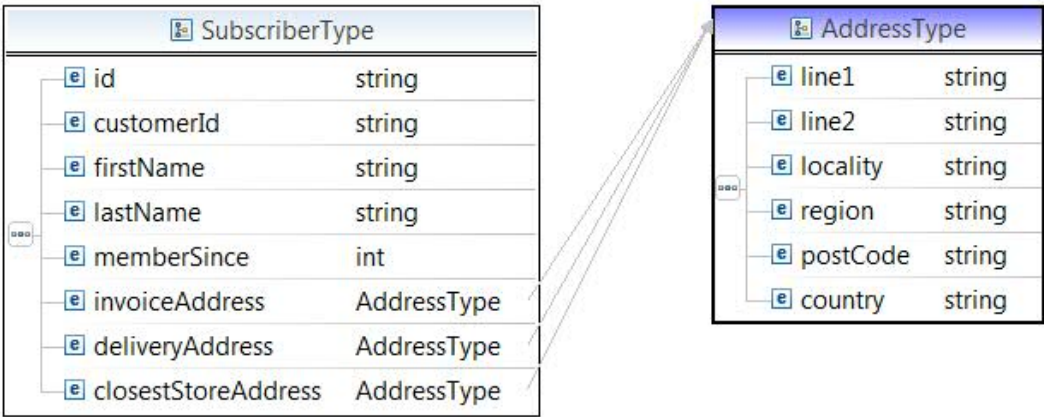 SubscriberType
e id string
e customerId string
e firstName string
e lastName string
e memberSince int
e invoiceAddress AddressType
e deliveryAddress AddressType
e closestStoreAddress AddressType
AddressType
e line1 string
e line2 string
e locality string
e region string
e postCode string
e country string